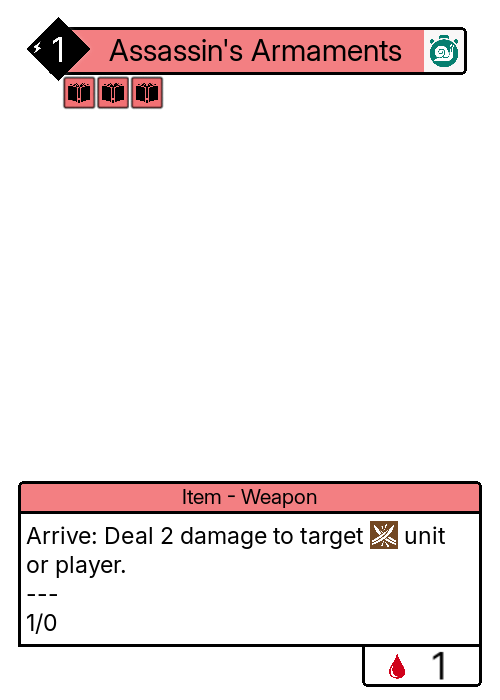 1 Assassin's Armaments
Item - Weapon
Arrive: Deal 2 damage to target unit
or player.
---
1/0
1